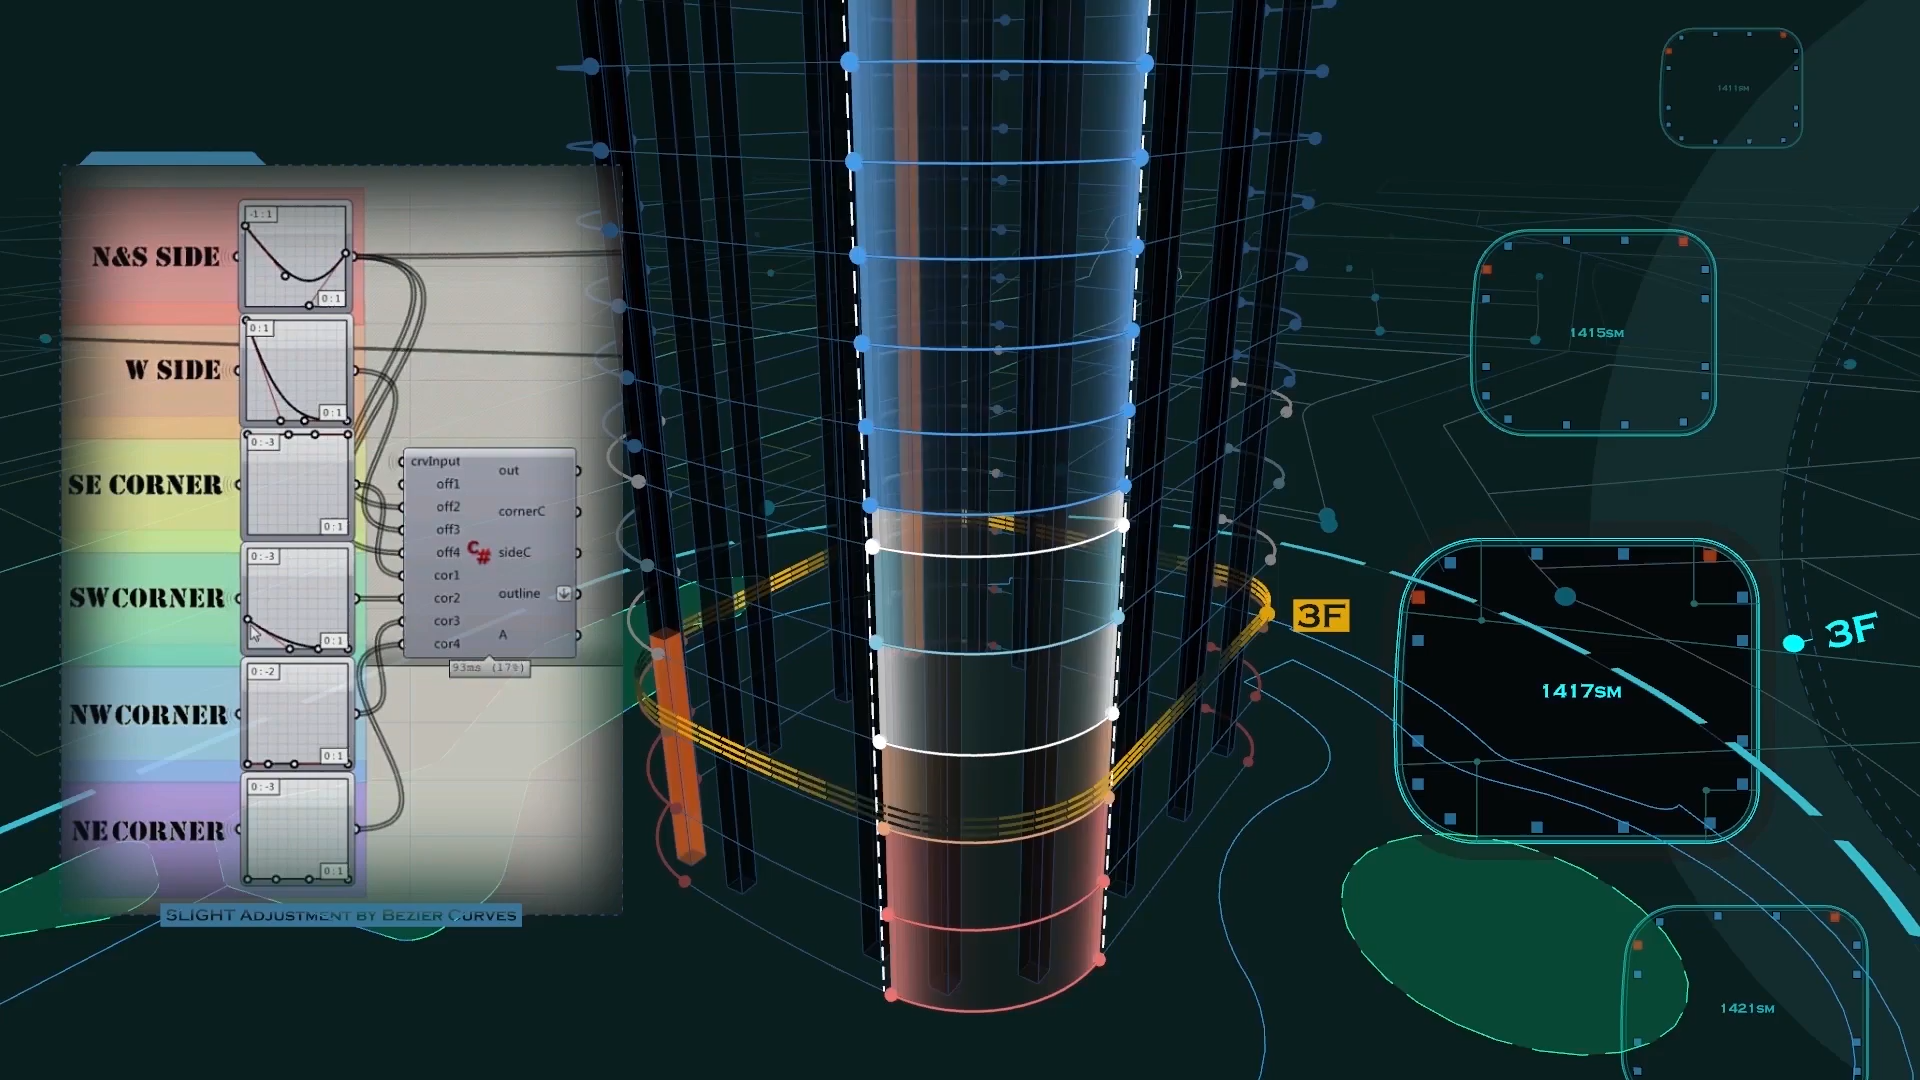 N&S SIDE
-1:1
0:1
W SIDE
0:1
0:1
SE CORNER
0:-3
0:1
SW CORNER
0:-3
0:1
NW CORNER
0:-2
0:1
NE CORNER
0:-3
0:1
crvInput
off1
off2
off3
off4
cor1
cor2
cor3
cor4
C#
out
cornerC
sideC
outline
A
93ms (17%)
SLIGHT ADJUSTMENT BY BEZIER CURVES
3F
1411SM
1415SM
1417SM
3F
1421SM